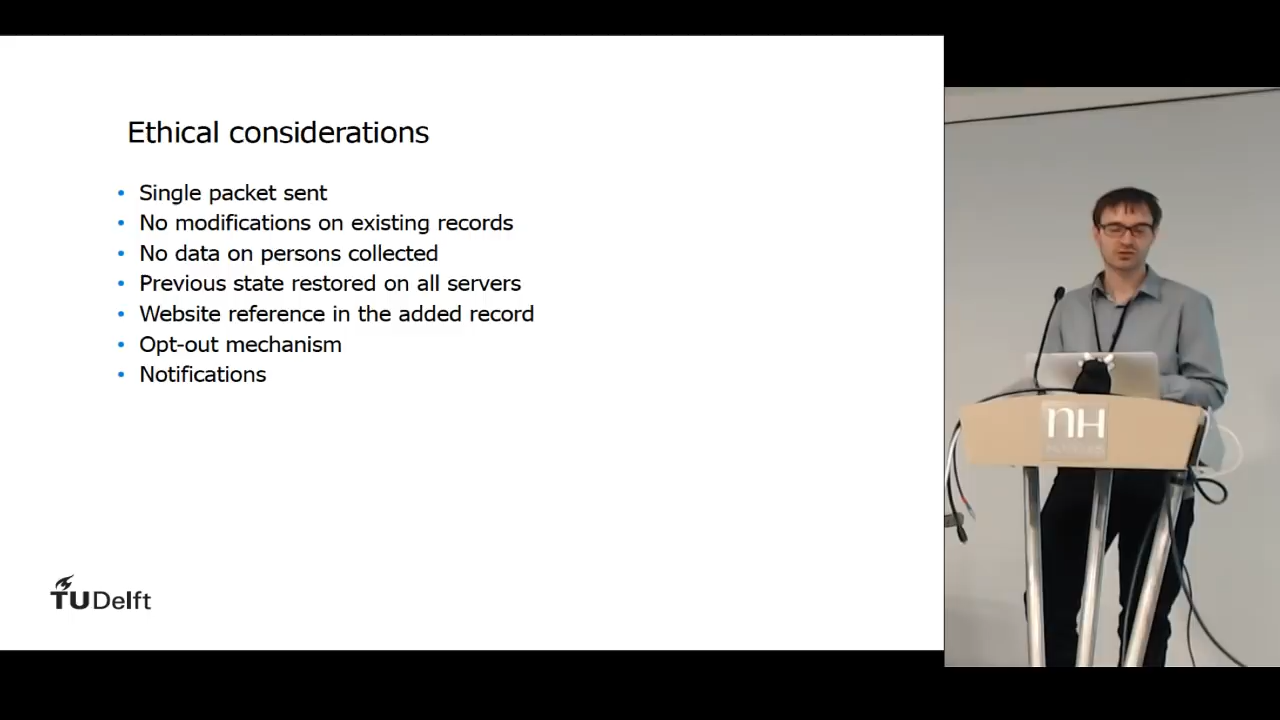 Ethical considerations
• Single packet sent
• No modifications on existing records
• No data on persons collected
• Previous state restored on all servers
• Website reference in the added record
• Opt-out mechanism
• Notifications
TUDelft
nH